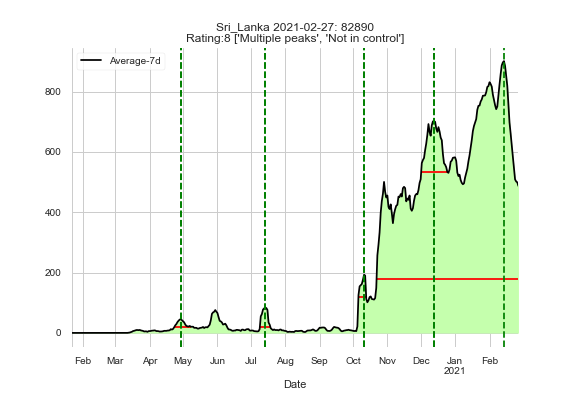 Sri_Lanka 2021-02-27: 82890
Rating:8 ['Multiple peaks', 'Not in control']
Average-7d
800
600
400
200
0
Feb Mar Apr May Jun Jul Aug Sep Oct Nov Dec Jan Feb
2021
Date